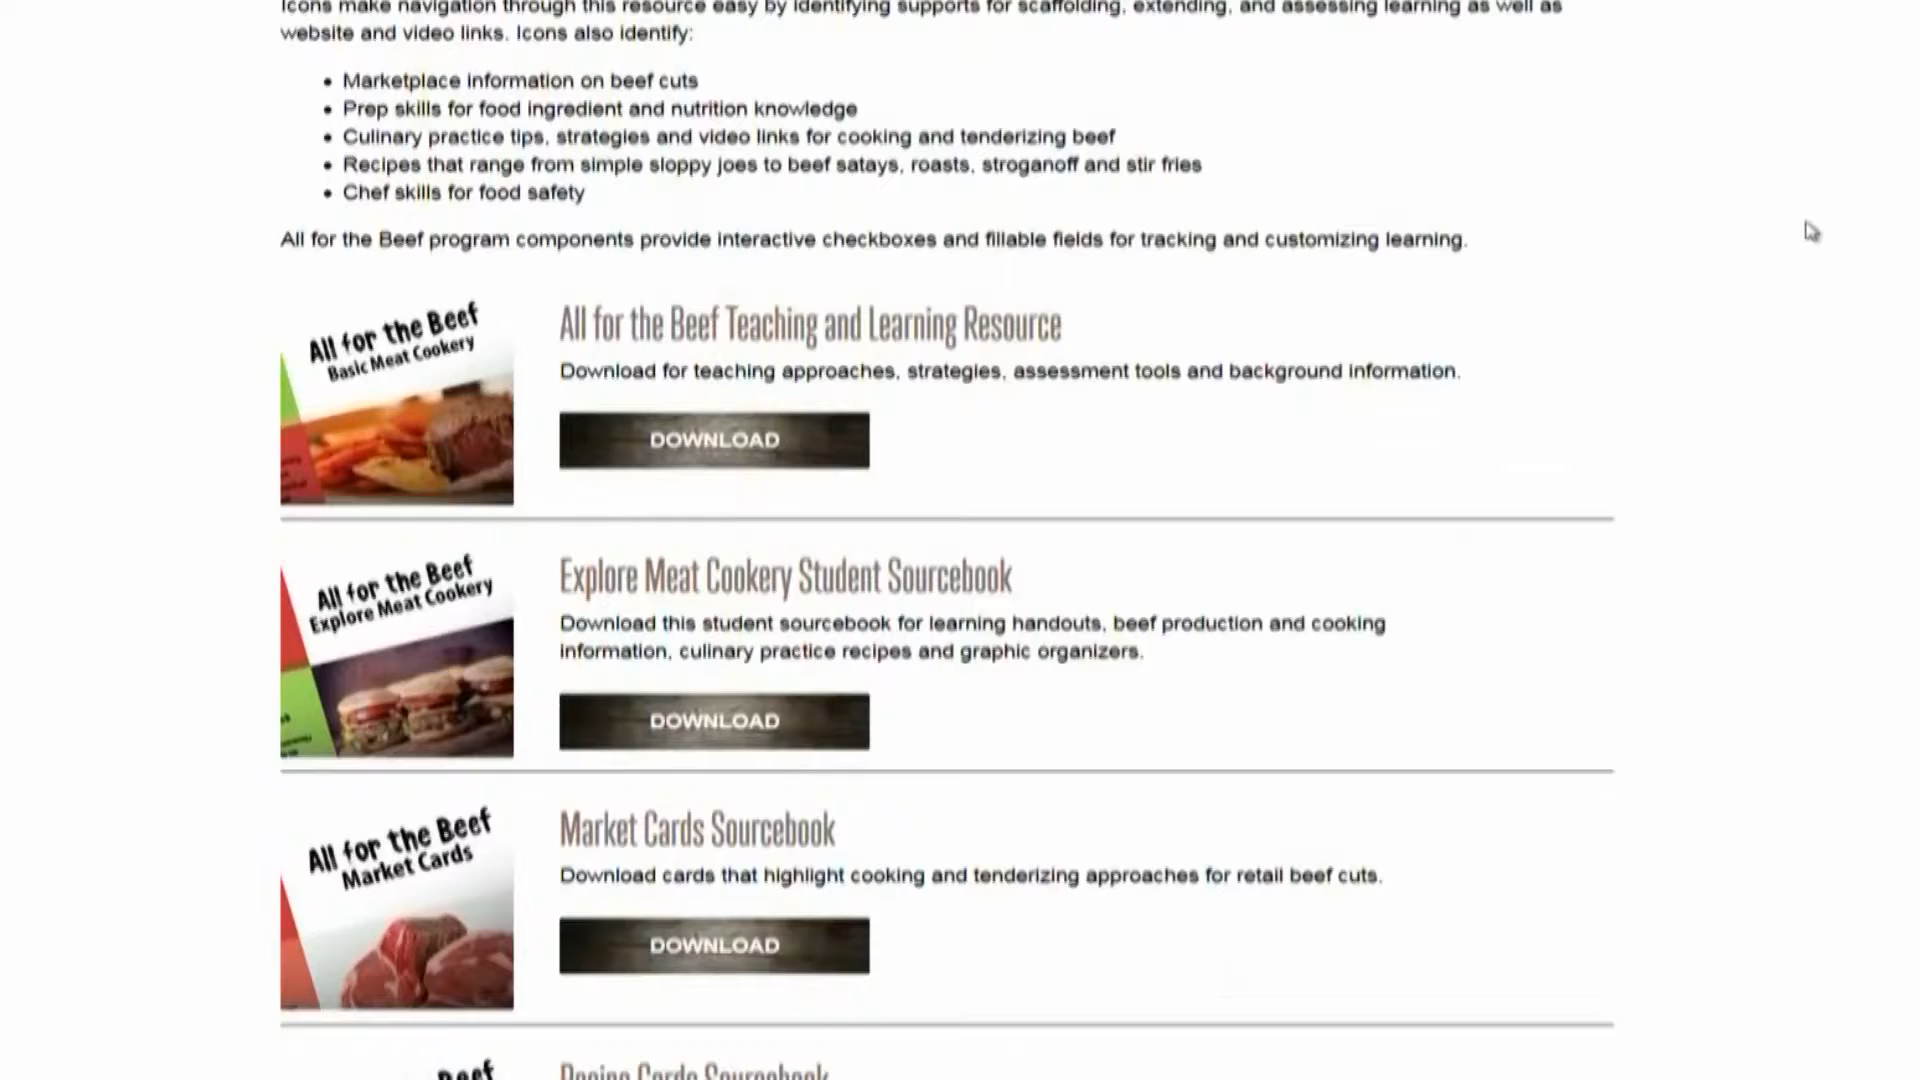 Icons make navigation through this resource easy by identifying supports for scaffolding, extending, and assessing learning as well as
website and video links. Icons also identify:
• Marketplace information on beef cuts
• Prep skills for food ingredient and nutrition knowledge
• Culinary practice tips, strategies and video links for cooking and tenderizing beef
• Recipes that range from simple sloppy joes to beef satays, roasts, stroganoff and stir fries
• Chef skills for food safety
All for the Beef program components provide interactive checkboxes and fillable fields for tracking and customizing learning.
All for the Beef
Basic Meat Cookery
All for the Beef Teaching and Learning Resource
Download for teaching approaches, strategies, assessment tools and background information.
DOWNLOAD
All for the Beef
Explore Meat Cookery
Explore Meat Cookery Student Sourcebook
Download this student sourcebook for learning handouts, beef production and cooking
information, culinary practice recipes and graphic organizers.
DOWNLOAD
All for the Beef
Market Cards
Market Cards Sourcebook
Download cards that highlight cooking and tenderizing approaches for retail beef cuts.
DOWNLOAD
Beef
Recipe Cards Sourcebook